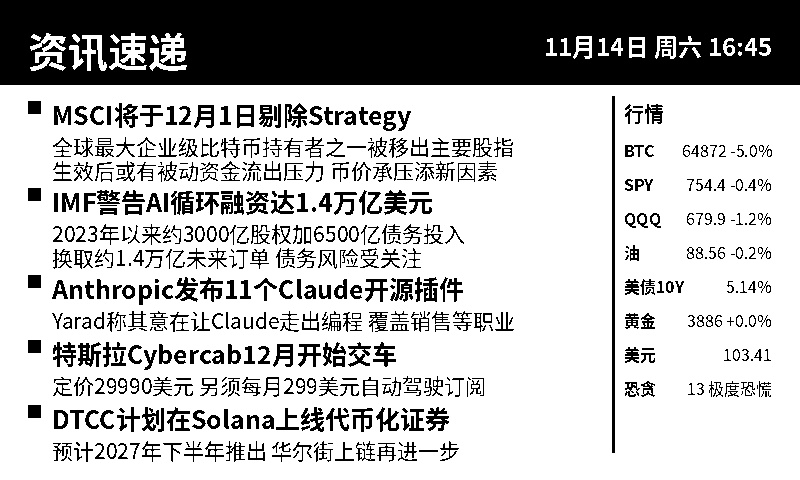 资讯速递
11月14日 周六 16:45
MSCI将于12月1日剔除Strategy
全球最大企业级比特币持有者之一被移出主要股指
生效后或有被动资金流出压力 币价承压添新因素
IMF警告AI循环融资达1.4万亿美元
2023年以来约3000亿股权加6500亿债务投入
换取约1.4万亿未来订单 债务风险受关注
Anthropic发布11个Claude开源插件
Yarad称其意在让Claude走出编程 覆盖销售等职业
特斯拉Cybercab12月开始交车
定价29990美元 另须每月299美元自动驾驶订阅
DTCC计划在Solana上线代币化证券
预计2027年下半年推出 华尔街上链再进一步
行情
BTC 64872 -5.0%
SPY 754.4 -0.4%
QQQ 679.9 -1.2%
油 88.56 -0.2%
美债10Y 5.14%
黄金 3886 +0.0%
美元 103.41
恐贪 13 极度恐慌